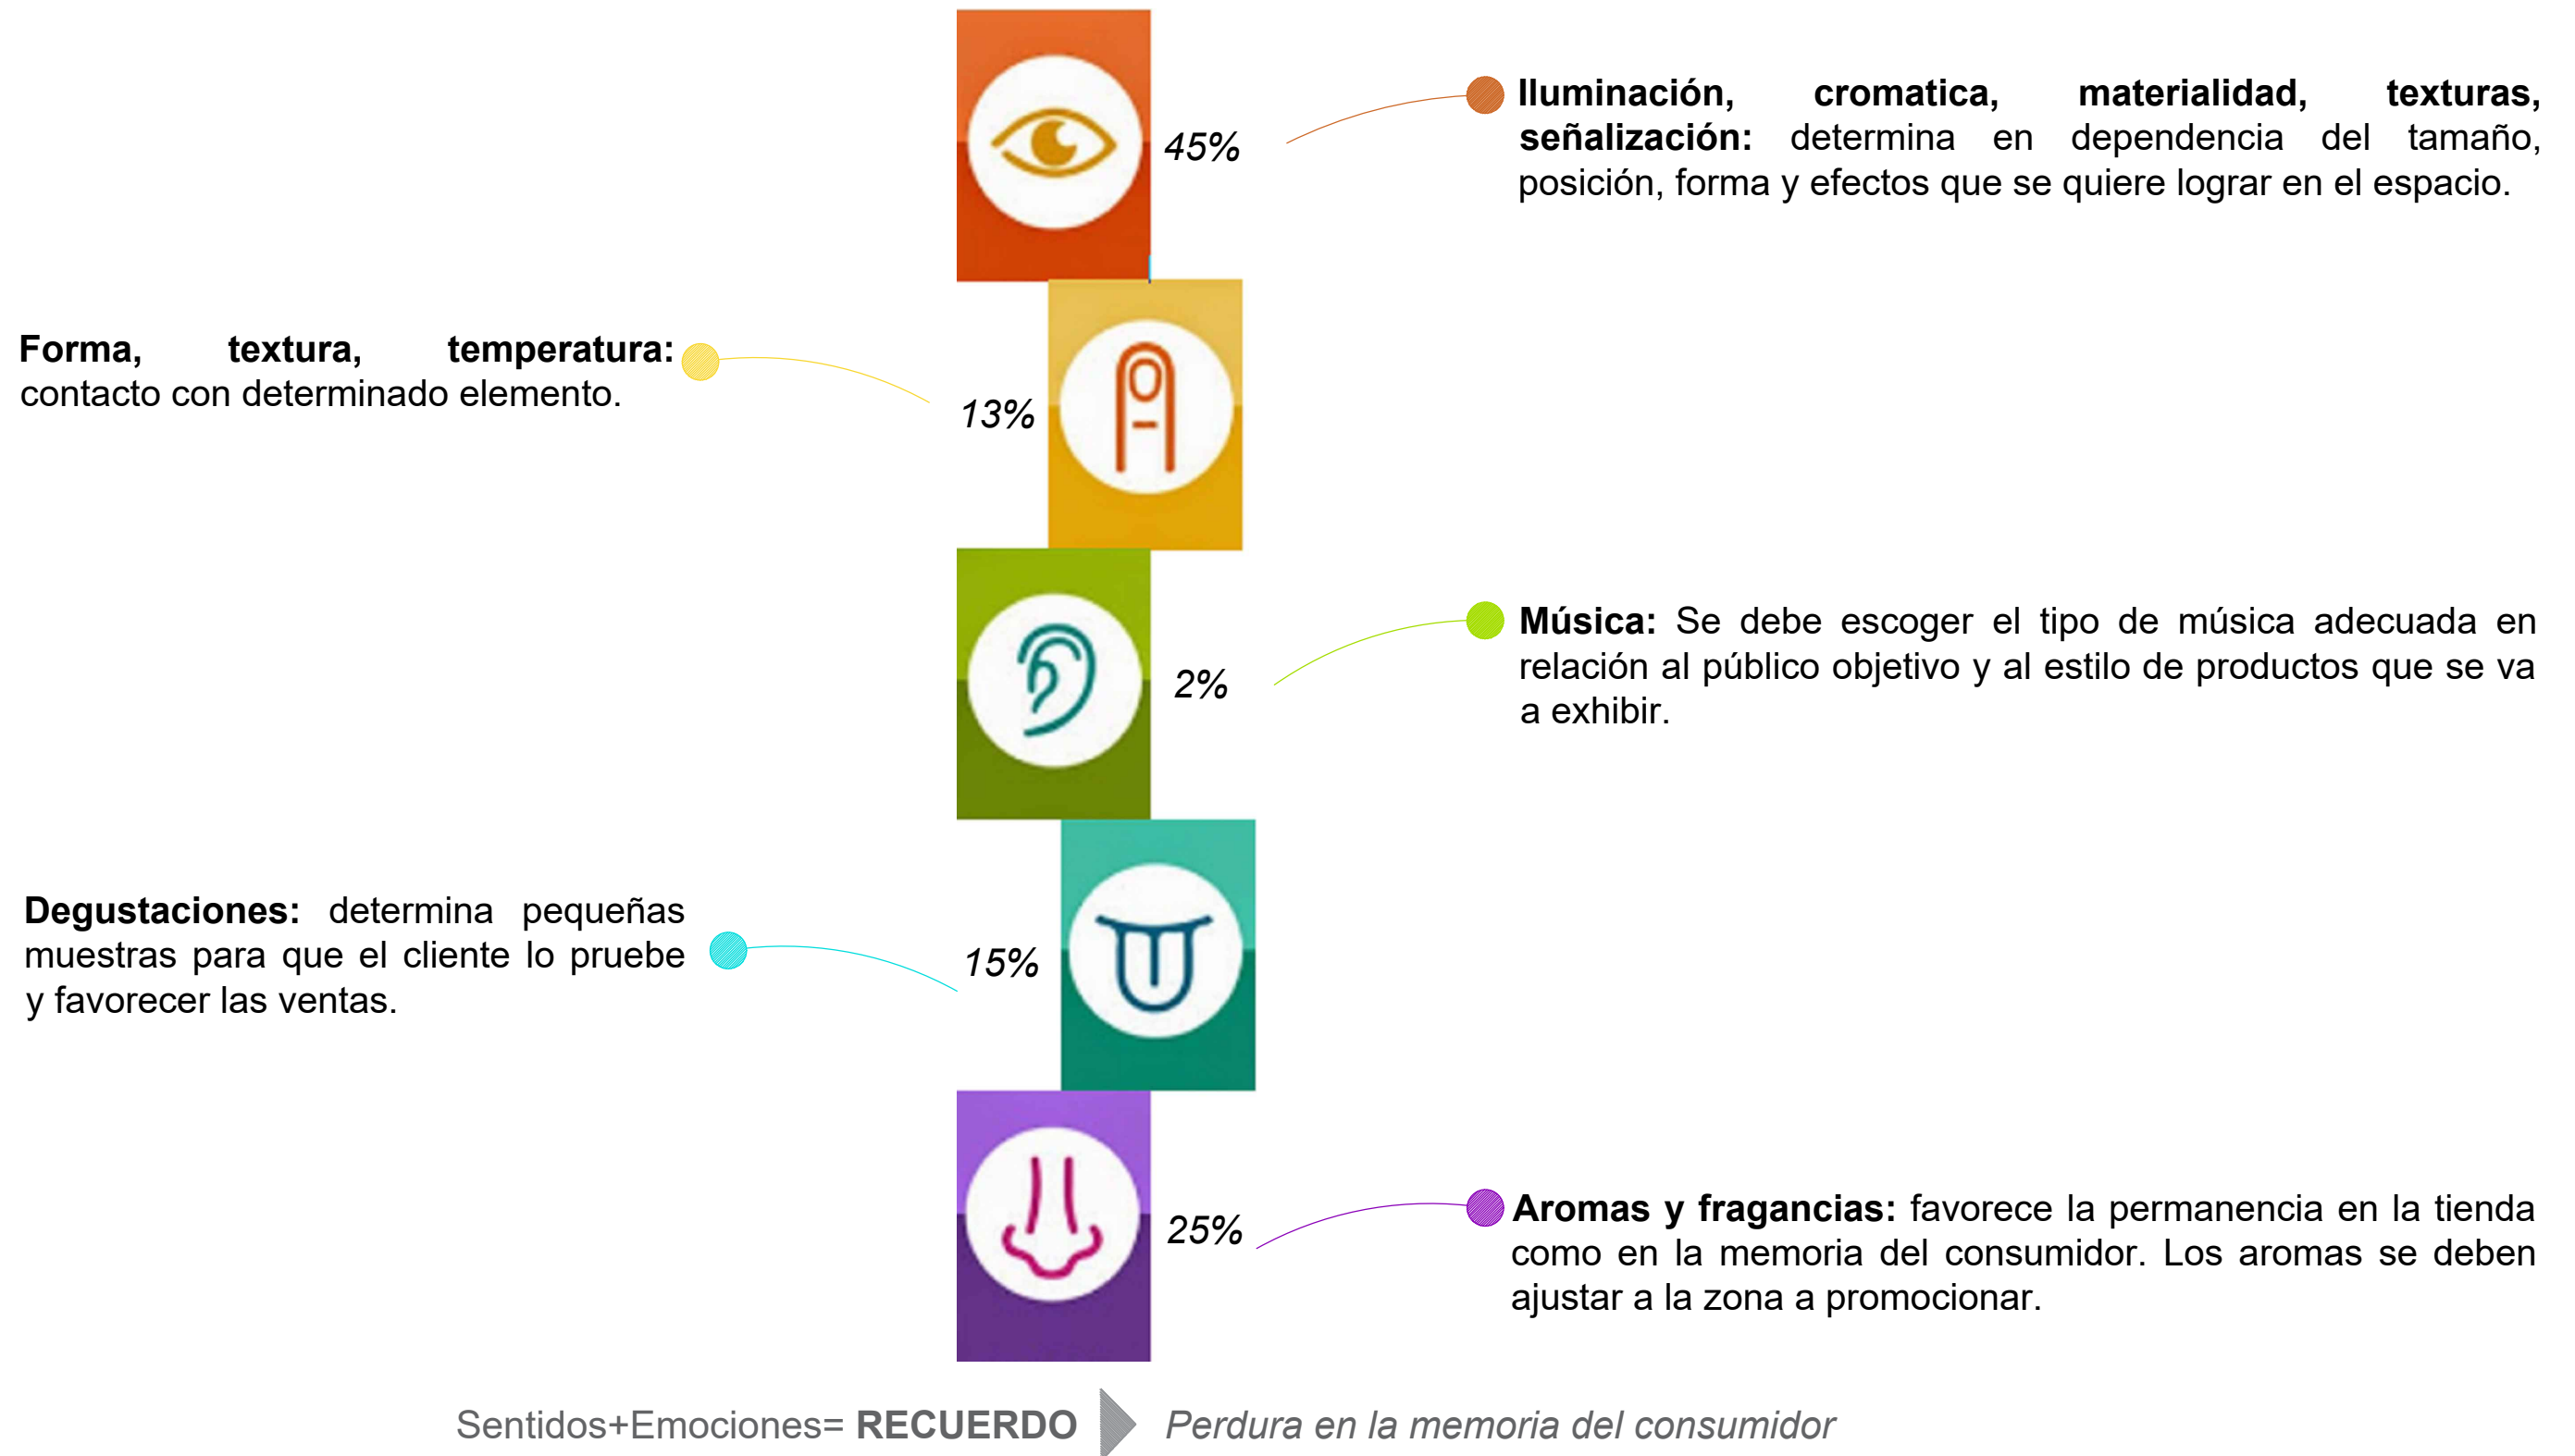 45%
Iluminación, cromatica, materialidad, texturas,
señalización: determina en dependencia del tamaño,
posición, forma y efectos que se quiere lograr en el espacio.
Forma, textura, temperatura:
contacto con determinado elemento.
13%
2%
Música: Se debe escoger el tipo de música adecuada en
relación al público objetivo y al estilo de productos que se va
a exhibir.
Degustaciones: determina pequeñas
muestras para que el cliente lo pruebe
y favorecer las ventas.
15%
25%
Aromas y fragancias: favorece la permanencia en la tienda
como en la memoria del consumidor. Los aromas se deben
ajustar a la zona a promocionar.
Sentidos+Emociones= RECUERDO Perdura en la memoria del consumidor